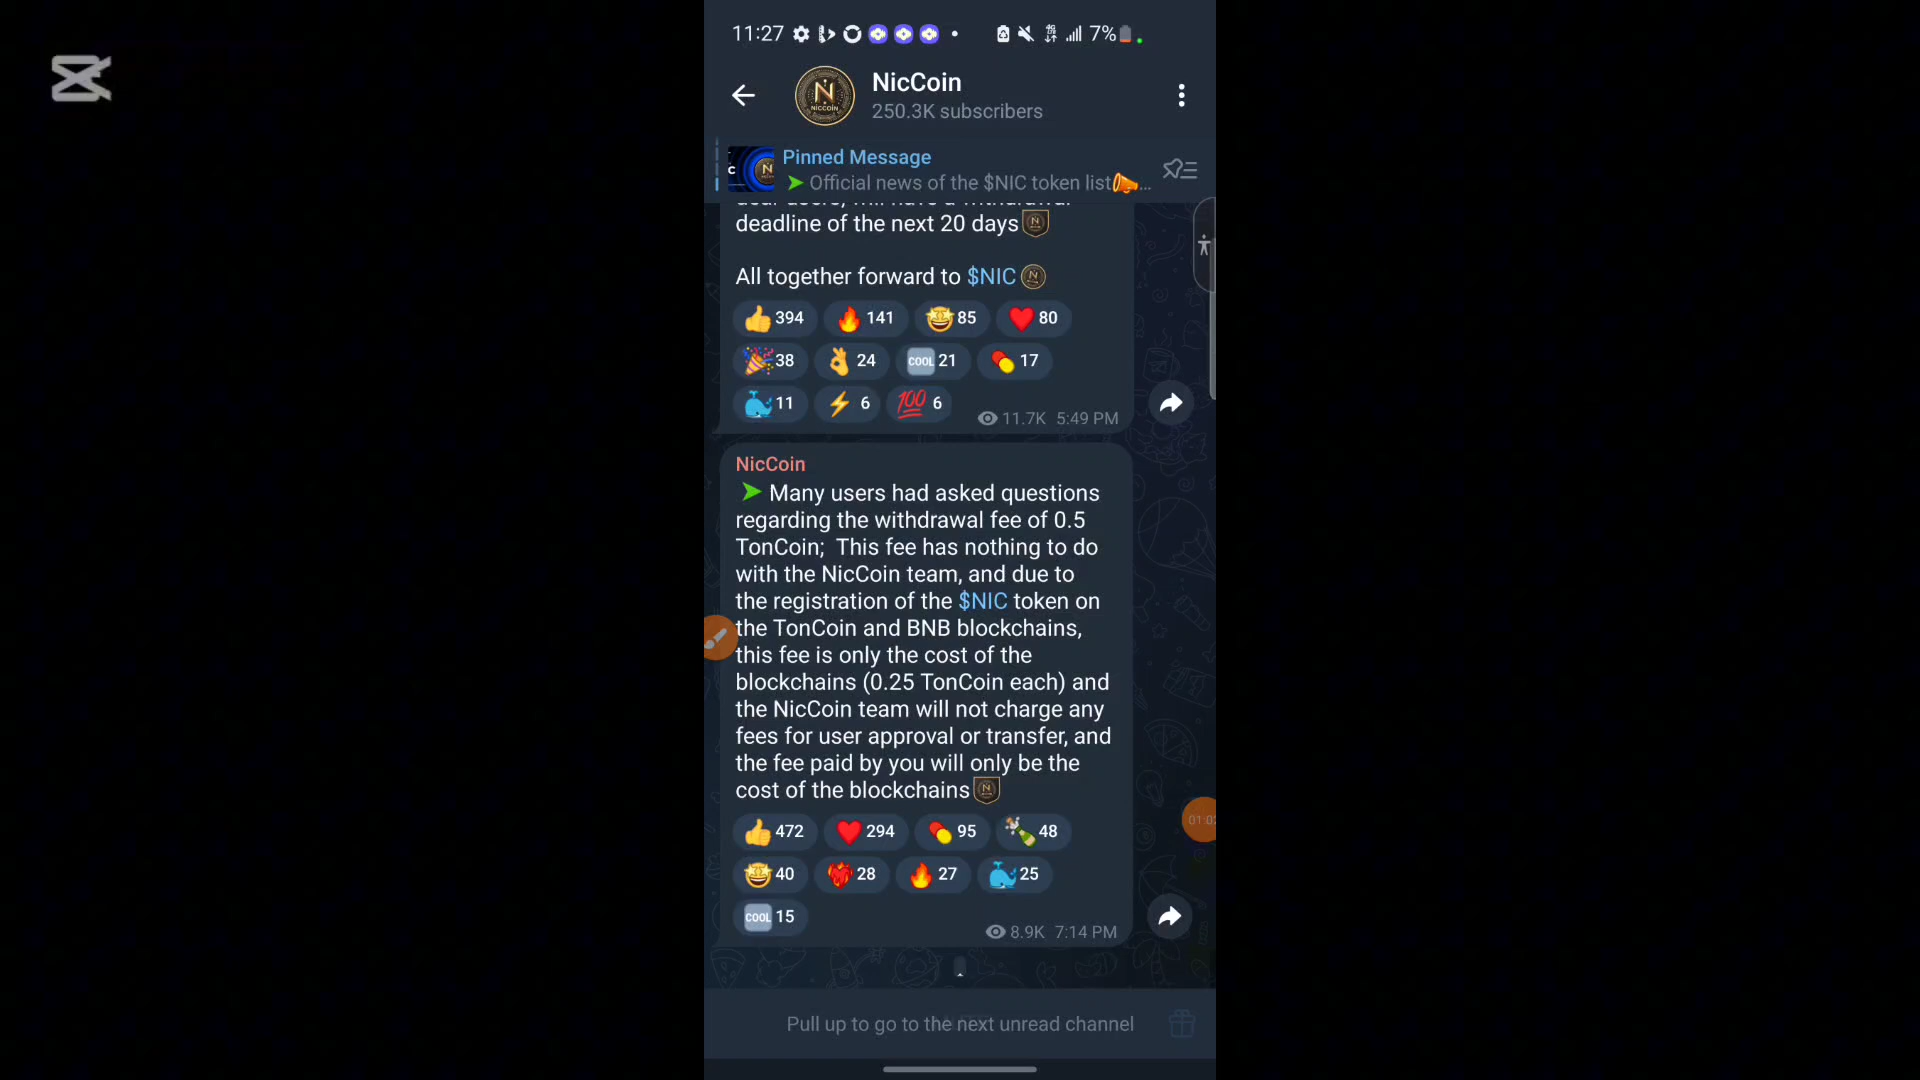 11:27
7%
NICCOIN
NicCoin
250.3K subscribers
Pinned Message
Official news of the $NIC token list📣...
deadline of the next 20 days
All together forward to $NIC
394 141 85 80
38 24 COOL 21 17
11 6 100 6
11.7K 5:49 PM
NicCoin
➤ Many users had asked questions
regarding the withdrawal fee of 0.5
TonCoin;  This fee has nothing to do
with the NicCoin team, and due to
the registration of the $NIC token on
the TonCoin and BNB blockchains,
this fee is only the cost of the
blockchains (0.25 TonCoin each) and
the NicCoin team will not charge any
fees for user approval or transfer, and
the fee paid by you will only be the
cost of the blockchains
472 294 95 48
40 28 27 25
COOL 15
8.9K 7:14 PM
Pull up to go to the next unread channel